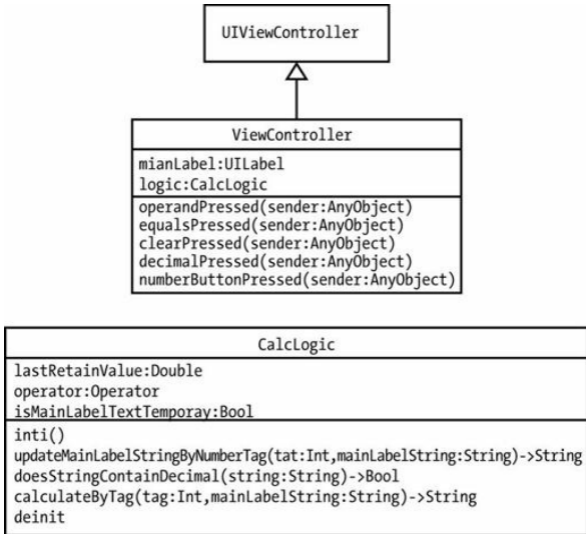 UIViewController
ViewController
mianLabel:UILabel
logic:CalcLogic
operandPressed(sender:AnyObject)
equalsPressed(sender:AnyObject)
clearPressed(sender:AnyObject)
decimalPressed(sender:AnyObject)
numberButtonPressed(sender:AnyObject)
CalcLogic
lastRetainValue:Double
operator:Operator
isMainLabelTextTemporay:Bool
inti()
updateMainLabelStringByNumberTag(tat:Int,mainLabelString:String)->String
doesStringContainDecimal(string:String)->Bool
calculateByTag(tag:Int,mainLabelString:String)->String
deinit